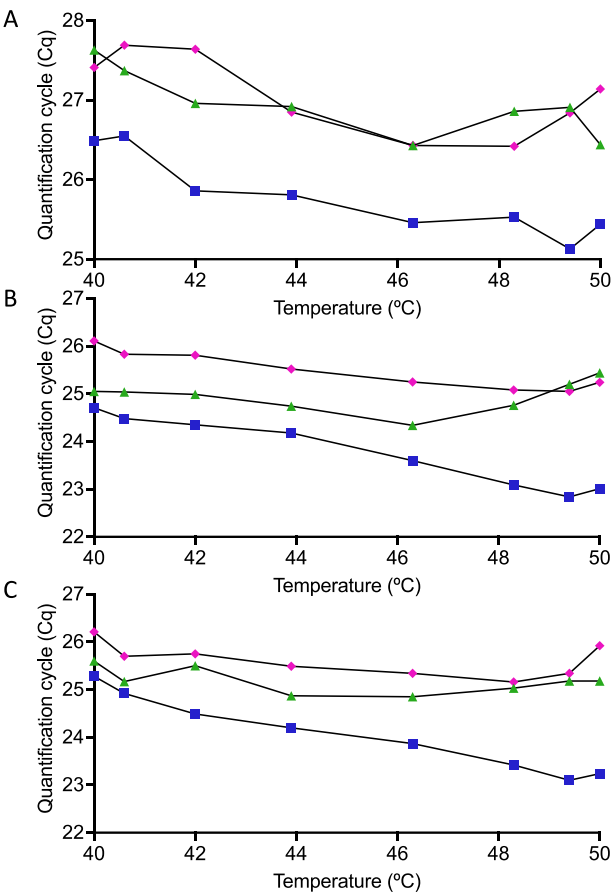 A
Quantification cycle (Cq)
28
27
26
25
40 42 44 46 48 50
Temperature (ºC)
B
Quantification cycle (Cq)
27
26
25
24
23
22
40 42 44 46 48 50
Temperature (ºC)
C
Quantification cycle (Cq)
27
26
25
24
23
22
40 42 44 46 48 50
Temperature (ºC)